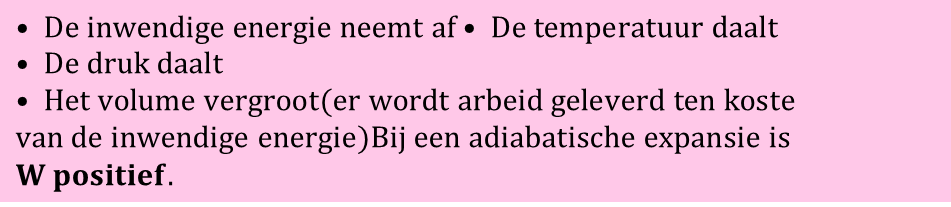 • De inwendige energie neemt af • De temperatuur daalt
• De druk daalt
• Het volume vergroot(er wordt arbeid geleverd ten koste
van de inwendige energie)Bij een adiabatische expansie is
W positief.